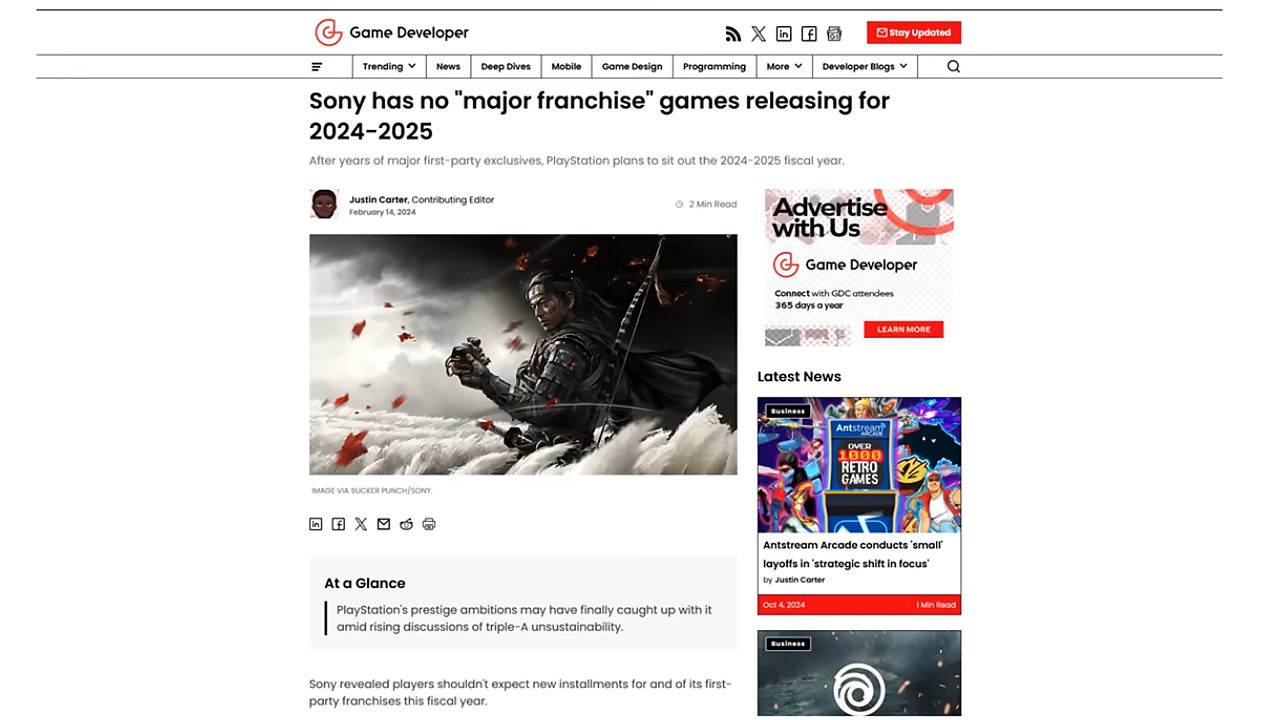 Game Developer
Stay Updated
Trending
News
Deep Dives
Mobile
Game Design
Programming
More
Developer Blogs
Sony has no "major franchise" games releasing for
2024-2025
After years of major first-party exclusives, PlayStation plans to sit out the 2024-2025 fiscal year.
Justin Carter, Contributing Editor
February 14, 2024
2 Min Read
IMAGE VIA SUCKER PUNCH/SONY.
At a Glance
PlayStation's prestige ambitions may have finally caught up with it
amid rising discussions of triple-A unsustainability.
Sony revealed players shouldn't expect new installments for and of its first-
party franchises this fiscal year.
Advertise
with Us
Game Developer
Connect with GDC attendees
365 days a year
LEARN MORE
Latest News
Business
Antstream
ARCADE
OVER
1000
RETRO
GAMES
Antstream Arcade conducts 'small'
layoffs in 'strategic shift in focus'
by Justin Carter
Oct 4, 2024
1 Min Read
Business